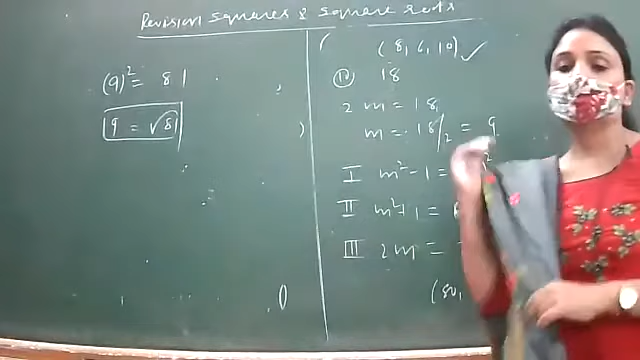 Revision squares & square roots
(9)² = 81
9 = √81
(8, 6, 10) ✓
(ii) 18
2m = 18
m = 18/2 = 9
I m² - 1 =
II m² + 1 =
III 2m =
(80,